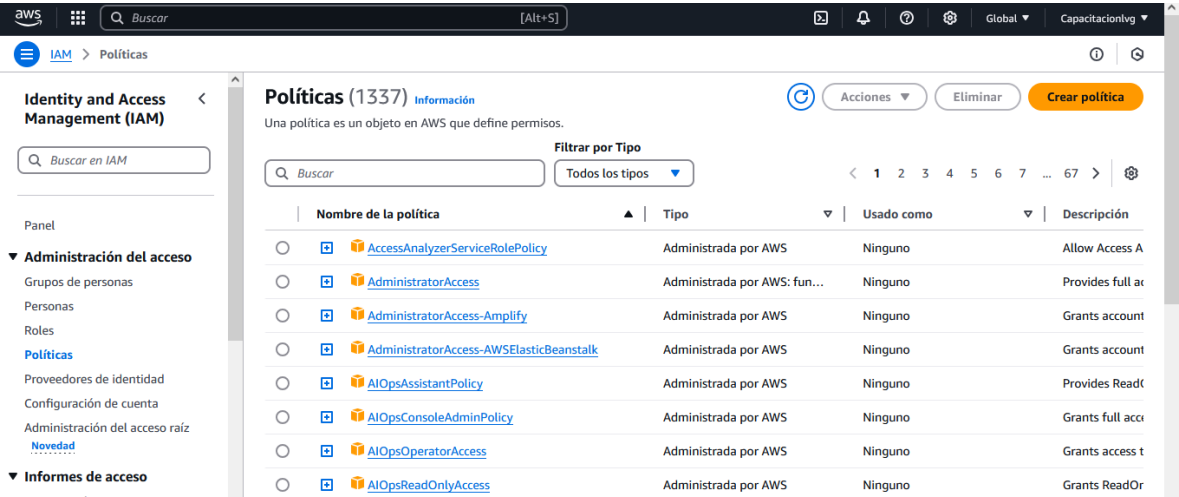 aws
Buscar
[Alt+S]
Global
CapacitacionIvg
IAM > Políticas
Identity and Access
Management (IAM)
Buscar en IAM
Panel
Administración del acceso
Grupos de personas
Personas
Roles
Políticas
Proveedores de identidad
Configuración de cuenta
Administración del acceso raíz
Novedad
Informes de acceso
Políticas (1337) Información
Acciones
Eliminar
Crear política
Una política es un objeto en AWS que define permisos.
Filtrar por Tipo
Buscar
Todos los tipos
1 2 3 4 5 6 7 ... 67
Nombre de la política Tipo Usado como Descripción
AccessAnalyzerServiceRolePolicy Administrada por AWS Ninguno Allow Access A
AdministratorAccess Administrada por AWS: fun... Ninguno Provides full ac
AdministratorAccess-Amplify Administrada por AWS Ninguno Grants account
AdministratorAccess-AWSElasticBeanstalk Administrada por AWS Ninguno Grants account
AIOpsAssistantPolicy Administrada por AWS Ninguno Provides ReadO
AIOpsConsoleAdminPolicy Administrada por AWS Ninguno Grants full acce
AIOpsOperatorAccess Administrada por AWS Ninguno Grants access t
AIOpsReadOnlyAccess Administrada por AWS Ninguno Grants ReadOr